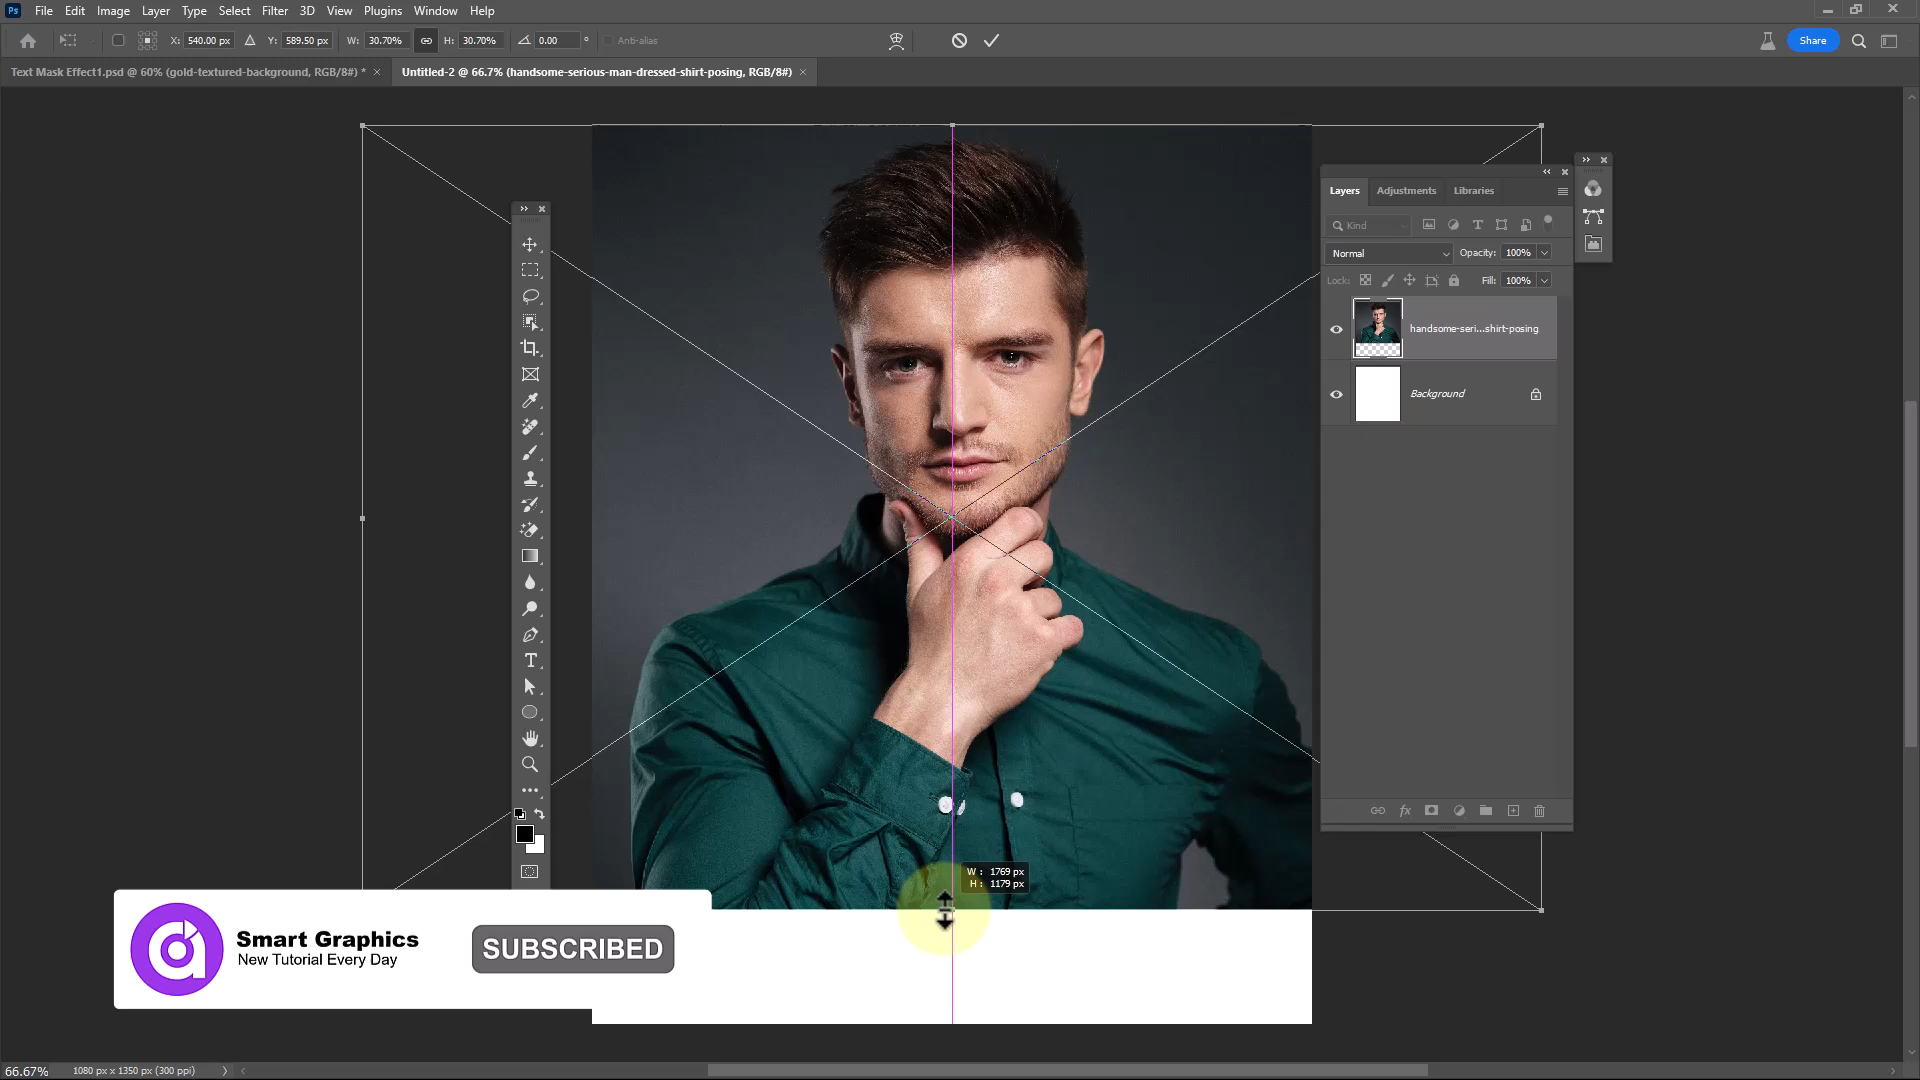 Ps File Edit Image Layer Type Select Filter 3D View Plugins Window Help
X: 540.00 px Y: 589.50 px W: 30.70% H: 30.70% 0.00 ° Anti-alias Share
Text Mask Effect1.psd @ 60% (gold-textured-background, RGB/8#) * × Untitled-2 @ 66.7% (handsome-serious-man-dressed-shirt-posing, RGB/8#) ×
Layers Adjustments Libraries
Kind
Normal Opacity: 100%
Lock: Fill: 100%
handsome-seri...shirt-posing
Background
fx
W : 1769 px
H : 1179 px
Smart Graphics
New Tutorial Every Day
SUBSCRIBED
66.67% 1080 px x 1350 px (300 ppi)